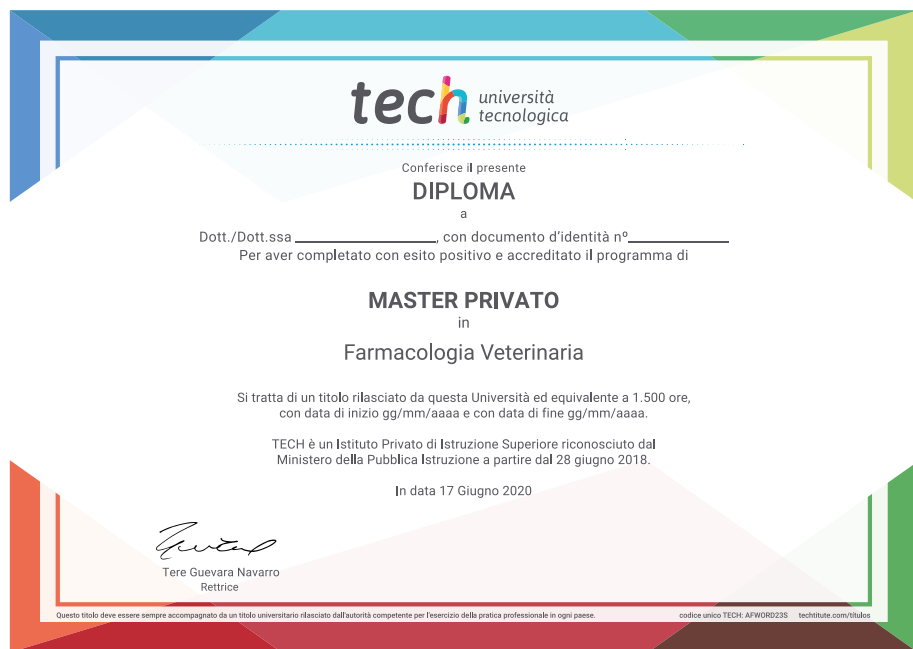 tech università
tecnologica
Conferisce il presente
DIPLOMA
a
Dott./Dott.ssa ________________, con documento d'identità nº____________
Per aver completato con esito positivo e accreditato il programma di
MASTER PRIVATO
in
Farmacologia Veterinaria
Si tratta di un titolo rilasciato da questa Università ed equivalente a 1.500 ore,
con data di inizio gg/mm/aaaa e con data di fine gg/mm/aaaa.
TECH è un Istituto Privato di Istruzione Superiore riconosciuto dal
Ministero della Pubblica Istruzione a partire dal 28 giugno 2018.
In data 17 Giugno 2020
Tere Guevara Navarro
Rettrice
Questo titolo deve essere sempre accompagnato da un titolo universitario rilasciato dall'autorità competente per l'esercizio della pratica professionale in ogni paese.
codice unico TECH: AFWORD23S techtitute.com/titulos